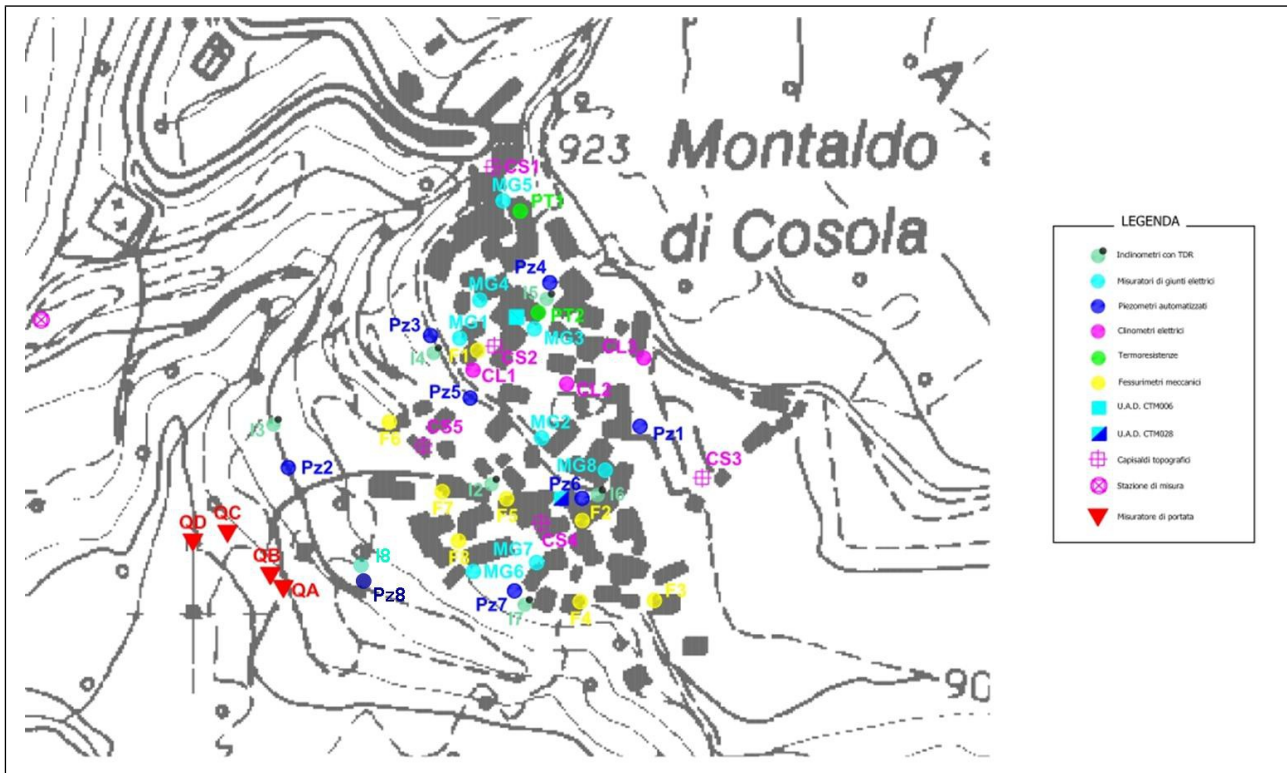 923
Montaldo
di Cosola
A
CS1
MG5
PT1
Pz4
MG4
I5
PT2
Pz3
MG1
MG3
I4
F1
CS2
CL3
CL1
CL2
Pz5
F6
CS5
I3
MG2
Pz1
Pz2
MG8
CS3
I2
Pz6
I6
F7
F5
F2
QD
QC
CS4
F8
MG7
QB
I8
MG6
QA
Pz8
Pz7
I7
F4
F3
90
LEGENDA
Inclinometri con TDR
Misuratori di giunti elettrici
Piezometri automatizzati
Clinometri elettrici
Termoresistenze
Fessurimetri meccanici
U.A.D. CTM006
U.A.D. CTM028
Capisaldi topografici
Stazione di misura
Misuratore di portata